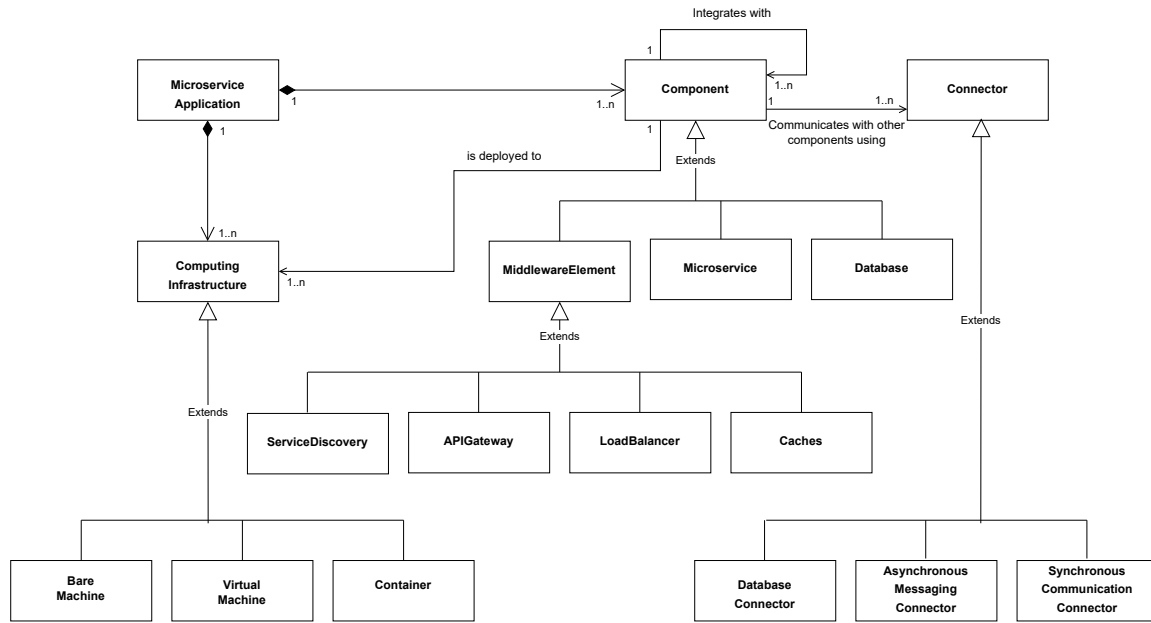 Integrates with
1
1..n
Microservice
Application
1
1..n
Component
1
1..n
Connector
Communicates with other
components using
1
1
Extends
is deployed to
1..n
Computing
Infrastructure
1..n
MiddlewareElement
Microservice
Database
Extends
Extends
Extends
ServiceDiscovery
APIGateway
LoadBalancer
Caches
Bare
Machine
Virtual
Machine
Container
Database
Connector
Asynchronous
Messaging
Connector
Synchronous
Communication
Connector